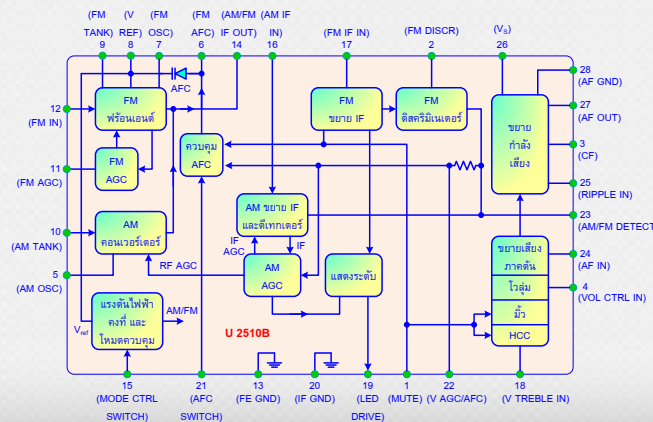 (FM
(V
(FM
(FM
(AM/FM
(AM IF
TANK)
REF)
OSC)
AFC)
IF OUT)
IN)
(FM IF IN)
(FM DISCR)
(VS)
9
8
7
6
14
16
17
2
26
28
(AF GND)
AFC
12
(FM IN)
FM
ฟร้อนเอนด์
FM
ขยาย IF
FM
ดิสคริมิเนเตอร์
ขยาย
กำลัง
เสียง
27
(AF OUT)
3
(CF)
ควบคุม
AFC
11
(FM AGC)
FM
AGC
25
(RIPPLE IN)
AM ขยาย IF
และดีเทกเตอร์
23
(AM/FM DETECT
10
(AM TANK)
AM
คอนเวอร์เตอร์
IF
AGC
IF
ขยายเสียง
ภาคต้น
24
(AF IN)
5
(AM OSC)
RF AGC
AM
AGC
แสดงระดับ
โวลุ่ม
4
(VOL CTRL IN)
แรงดันไฟฟ้า
คงที่ และ
โหมดควบคุม
AM/FM
Vref
U 2510B
มิ้ว
HCC
15
21
13
20
19
1
22
18
(MODE CTRL
(AFC
(FE GND)
(IF GND)
(LED
(MUTE)
(V AGC/AFC)
(V TREBLE IN)
SWITCH)
SWITCH)
DRIVE)